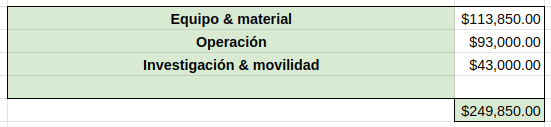 Equipo & material $113,850.00
Operación $93,000.00
Investigación & movilidad $43,000.00
$249,850.00